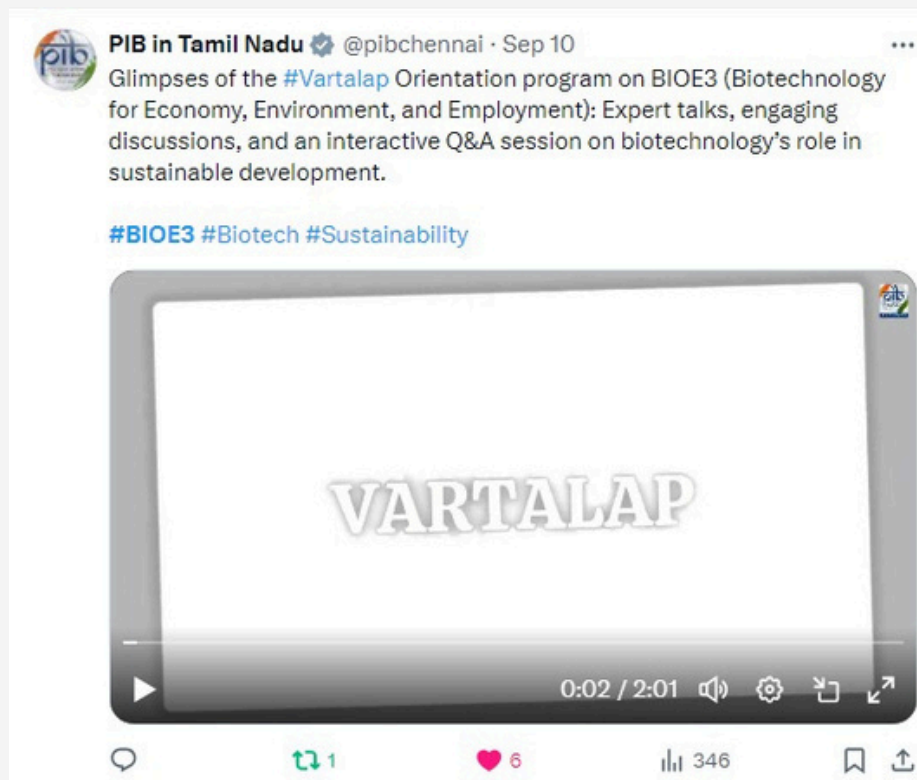 pib
PIB in Tamil Nadu @pibchennai · Sep 10
Glimpses of the #Vartalap Orientation program on BIOE3 (Biotechnology
for Economy, Environment, and Employment): Expert talks, engaging
discussions, and an interactive Q&A session on biotechnology's role in
sustainable development.
#BIOE3 #Biotech #Sustainability
pib
VARTALAP
0:02 / 2:01
1 6 346